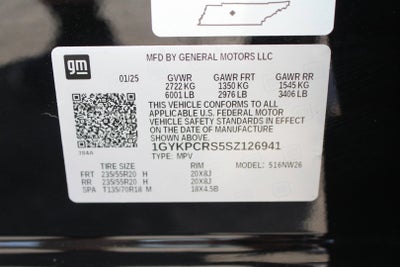 gm
MFD BY GENERAL MOTORS LLC
01/25 GVWR GAWR FRT GAWR RR
2722 KG 1350 KG 1545 KG
6001 LB 2976 LB 3406 LB
THIS VEHICLE CONFORMS TO ALL
APPLICABLE U.S. FEDERAL MOTOR
VEHICLE SAFETY STANDARDS IN EFFECT
ON THE DATE OF MANUFACTURE
SHOWN ABOVE.
1GYKPCRS5SZ126941
TYPE: MPV
TIRE SIZE RIM MODEL: 516NW26
FRT 235/55R20 H 20X8J
RR 235/55R20 H 20X8J
SPA T135/70R18 M 18X4.5B